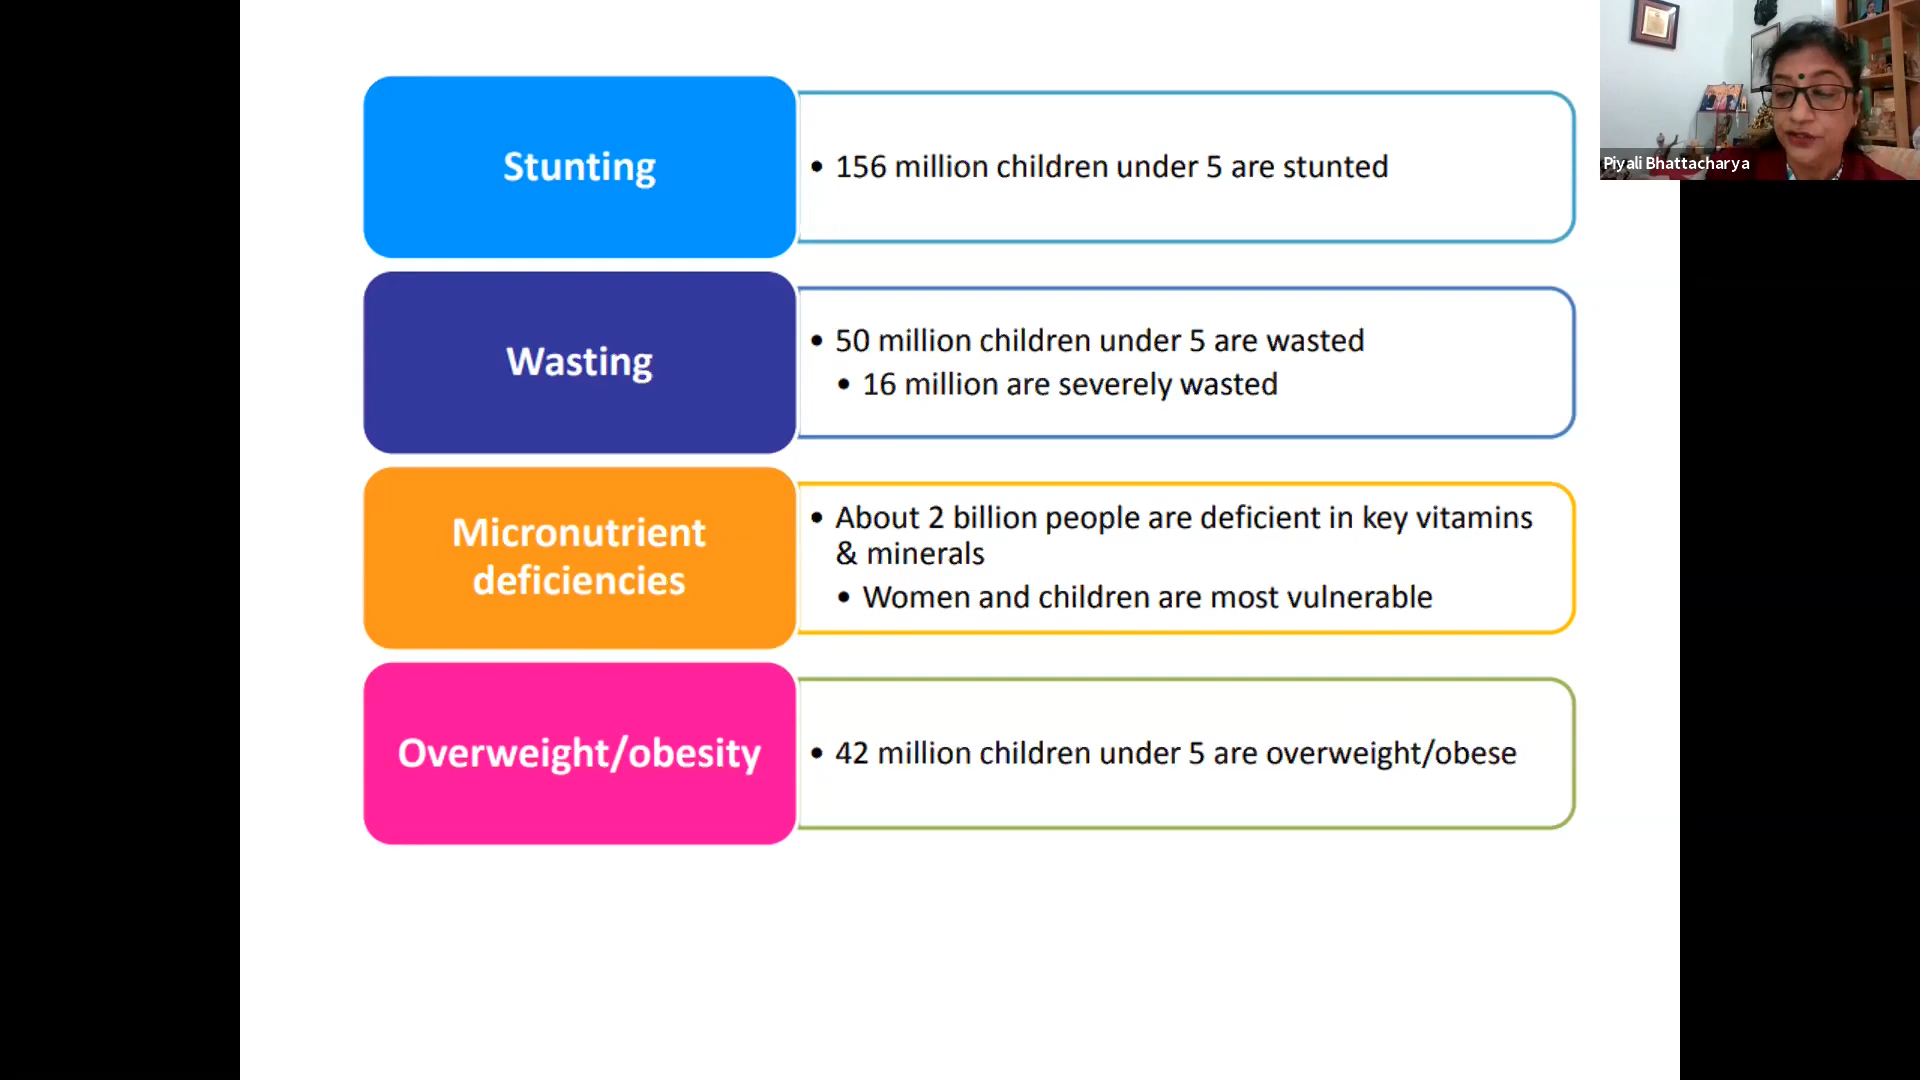 Stunting
• 156 million children under 5 are stunted
Wasting
• 50 million children under 5 are wasted
• 16 million are severely wasted
Micronutrient
deficiencies
• About 2 billion people are deficient in key vitamins
& minerals
• Women and children are most vulnerable
Overweight/obesity
• 42 million children under 5 are overweight/obese
Piyali Bhattacharya